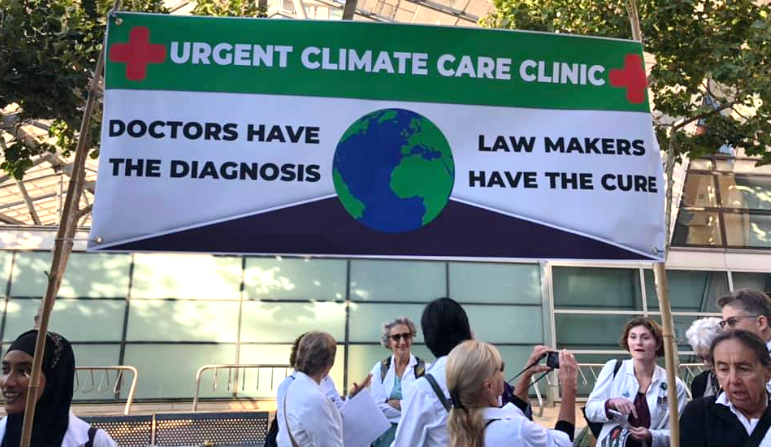 URGENT CLIMATE CARE CLINIC
DOCTORS HAVE
THE DIAGNOSIS
LAW MAKERS
HAVE THE CURE